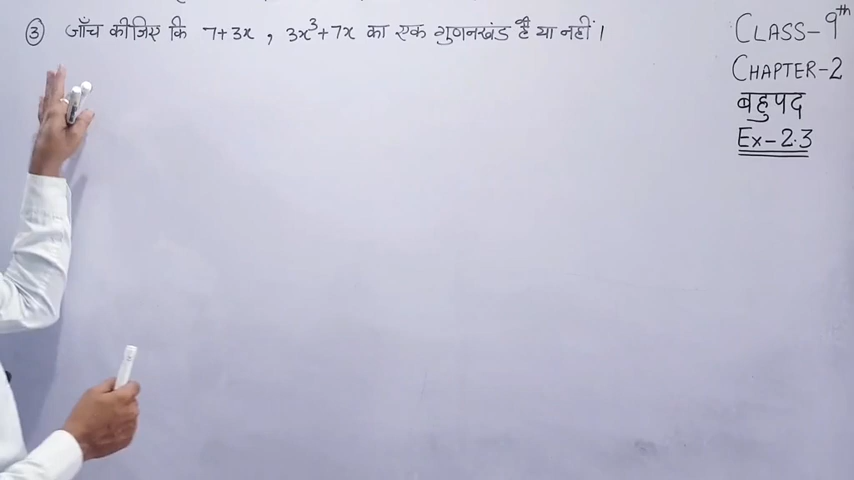 ③ जाँच कीजिए कि 7+3x , 3x³+7x का एक गुणनखंड है या नहीं।
CLASS-9th
CHAPTER-2
बहुपद
Ex-2.3